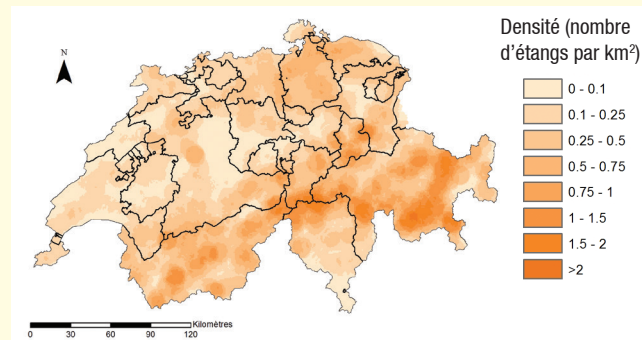 Densité (nombre
d'étangs par km²)
N
0 - 0.1
0.1 - 0.25
0.25 - 0.5
0.5 - 0.75
0.75 - 1
1 - 1.5
1.5 - 2
>2
Kilomètres
0 30 60 90 120